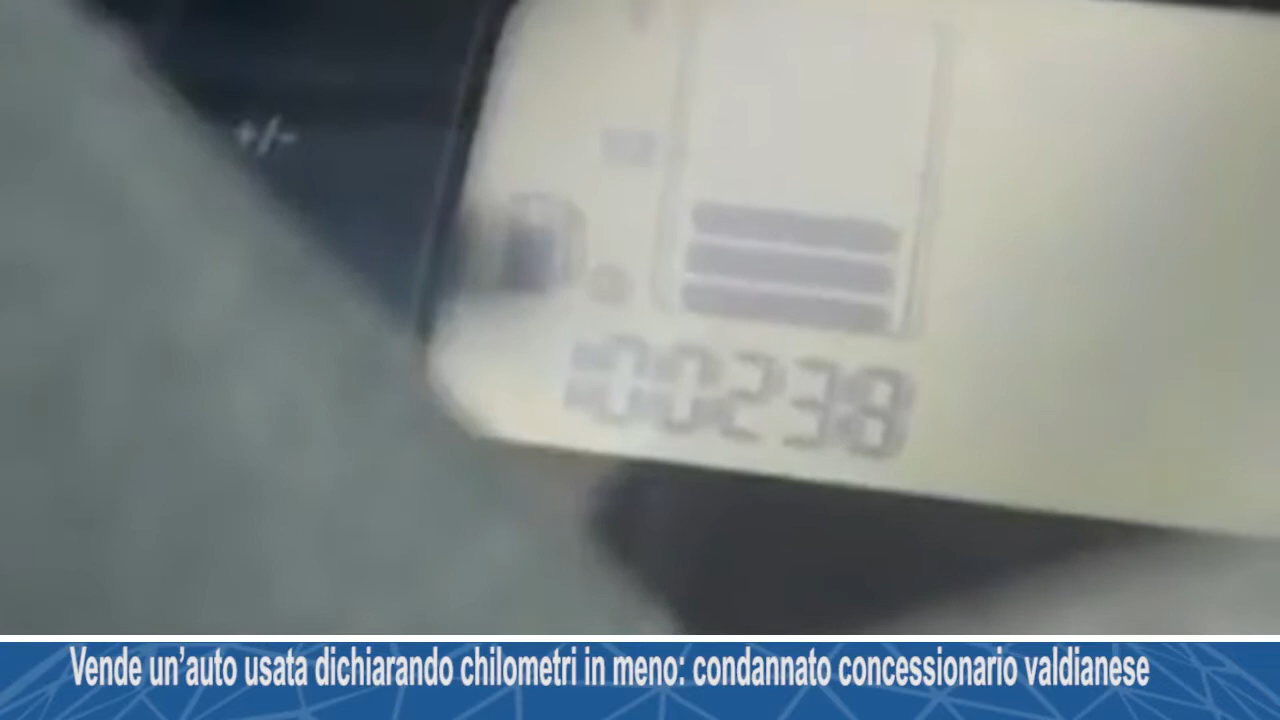 +/-
00238
Vende un'auto usata dichiarando chilometri in meno: condannato concessionario valdianese